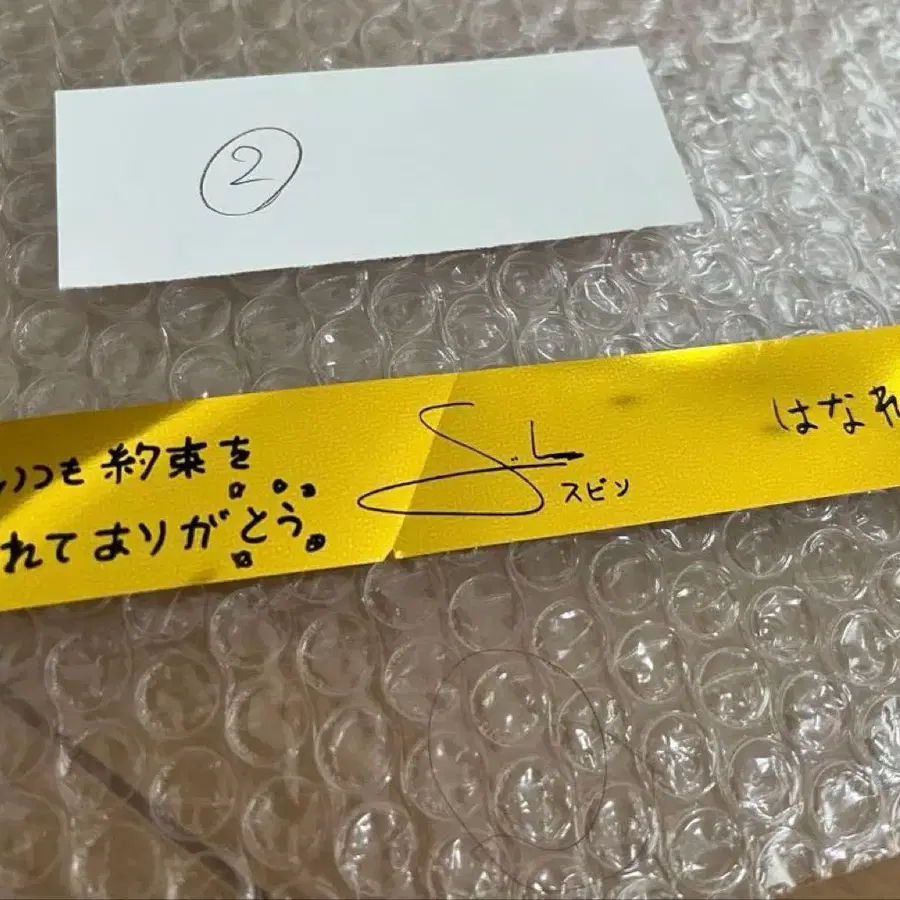 ②
いつも約束を
れてありがとう。
S.L
スビン
はなれ